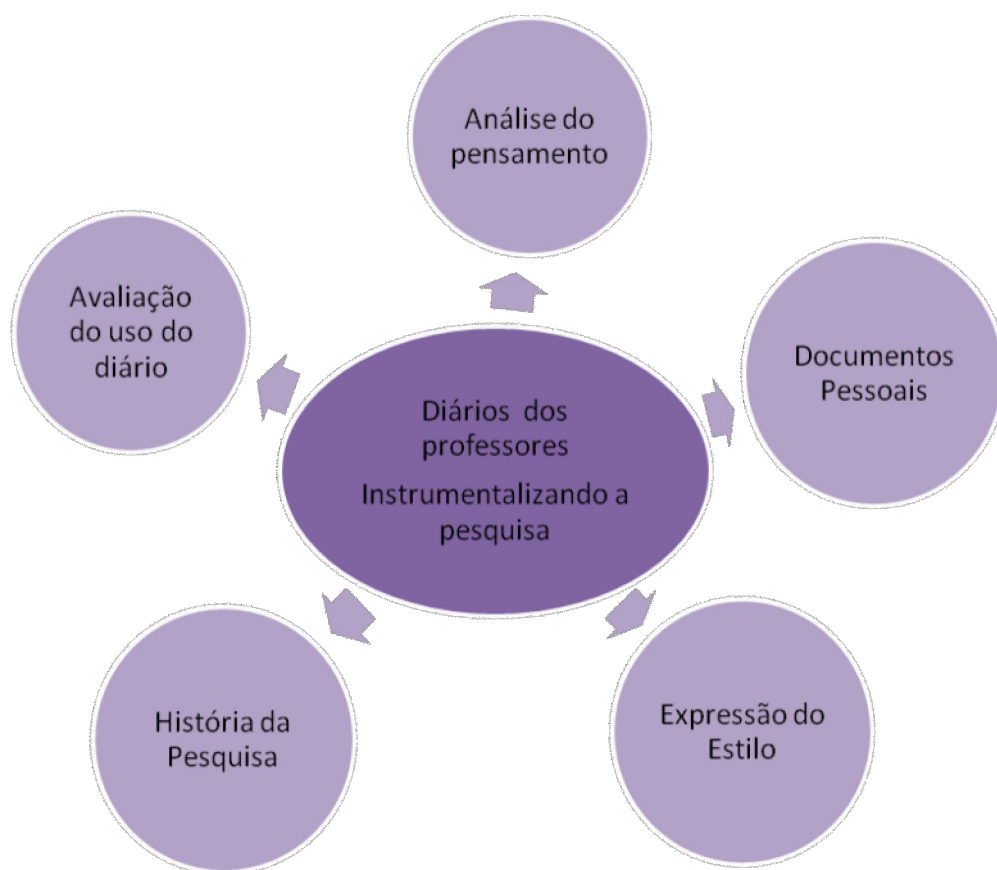 Análise do
pensamento
Avaliação
do uso do
diário
Documentos
Pessoais
Diários dos
professores
Instrumentalizando a
pesquisa
História da
Pesquisa
Expressão do
Estilo